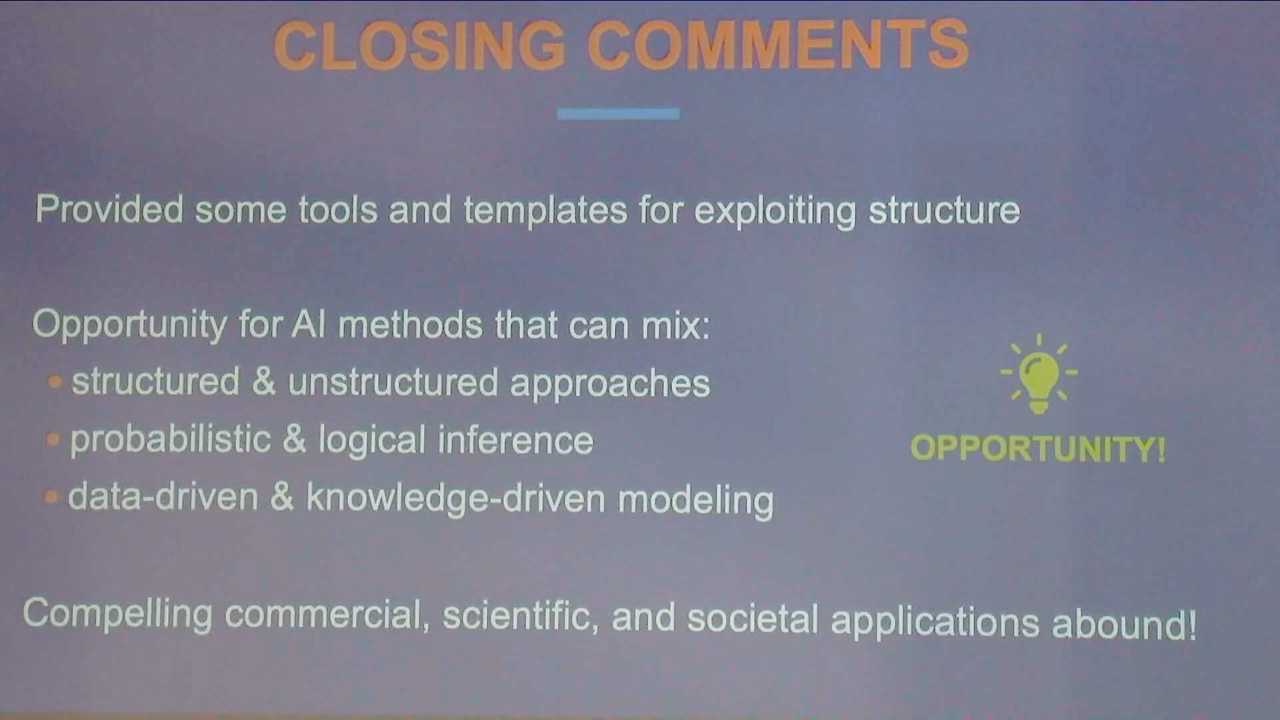 CLOSING COMMENTS
Provided some tools and templates for exploiting structure
Opportunity for AI methods that can mix:
• structured & unstructured approaches
• probabilistic & logical inference
• data-driven & knowledge-driven modeling
OPPORTUNITY!
Compelling commercial, scientific, and societal applications abound!